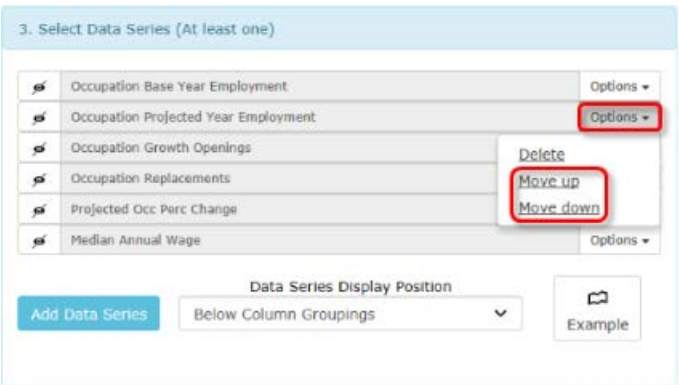 3. Select Data Series (At least one)
Occupation Base Year Employment Options
Occupation Projected Year Employment Options
Occupation Growth Openings
Delete
Occupation Replacements
Move up
Projected Occ Perc Change
Move down
Median Annual Wage Options
Data Series Display Position
Add Data Series Below Column Groupings
Example